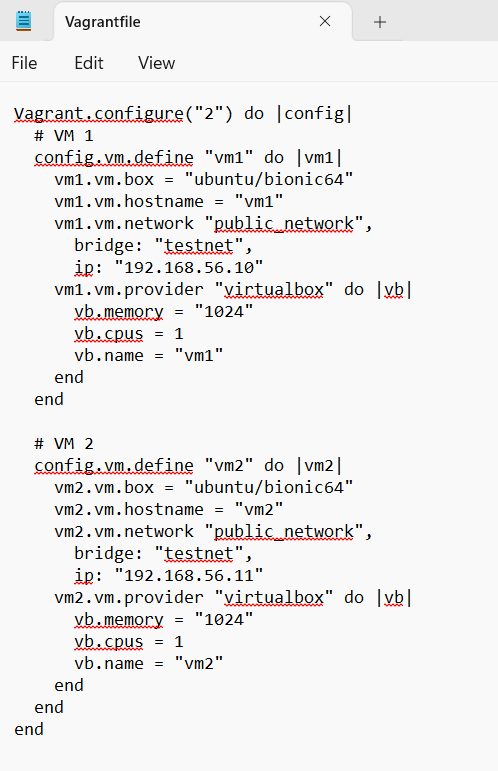 Vagrantfile
File Edit View
Vagrant.configure("2") do |config|
  # VM 1
  config.vm.define "vm1" do |vm1|
    vm1.vm.box = "ubuntu/bionic64"
    vm1.vm.hostname = "vm1"
    vm1.vm.network "public_network",
      bridge: "testnet",
      ip: "192.168.56.10"
    vm1.vm.provider "virtualbox" do |vb|
      vb.memory = "1024"
      vb.cpus = 1
      vb.name = "vm1"
    end
  end

  # VM 2
  config.vm.define "vm2" do |vm2|
    vm2.vm.box = "ubuntu/bionic64"
    vm2.vm.hostname = "vm2"
    vm2.vm.network "public_network",
      bridge: "testnet",
      ip: "192.168.56.11"
    vm2.vm.provider "virtualbox" do |vb|
      vb.memory = "1024"
      vb.cpus = 1
      vb.name = "vm2"
    end
  end
end